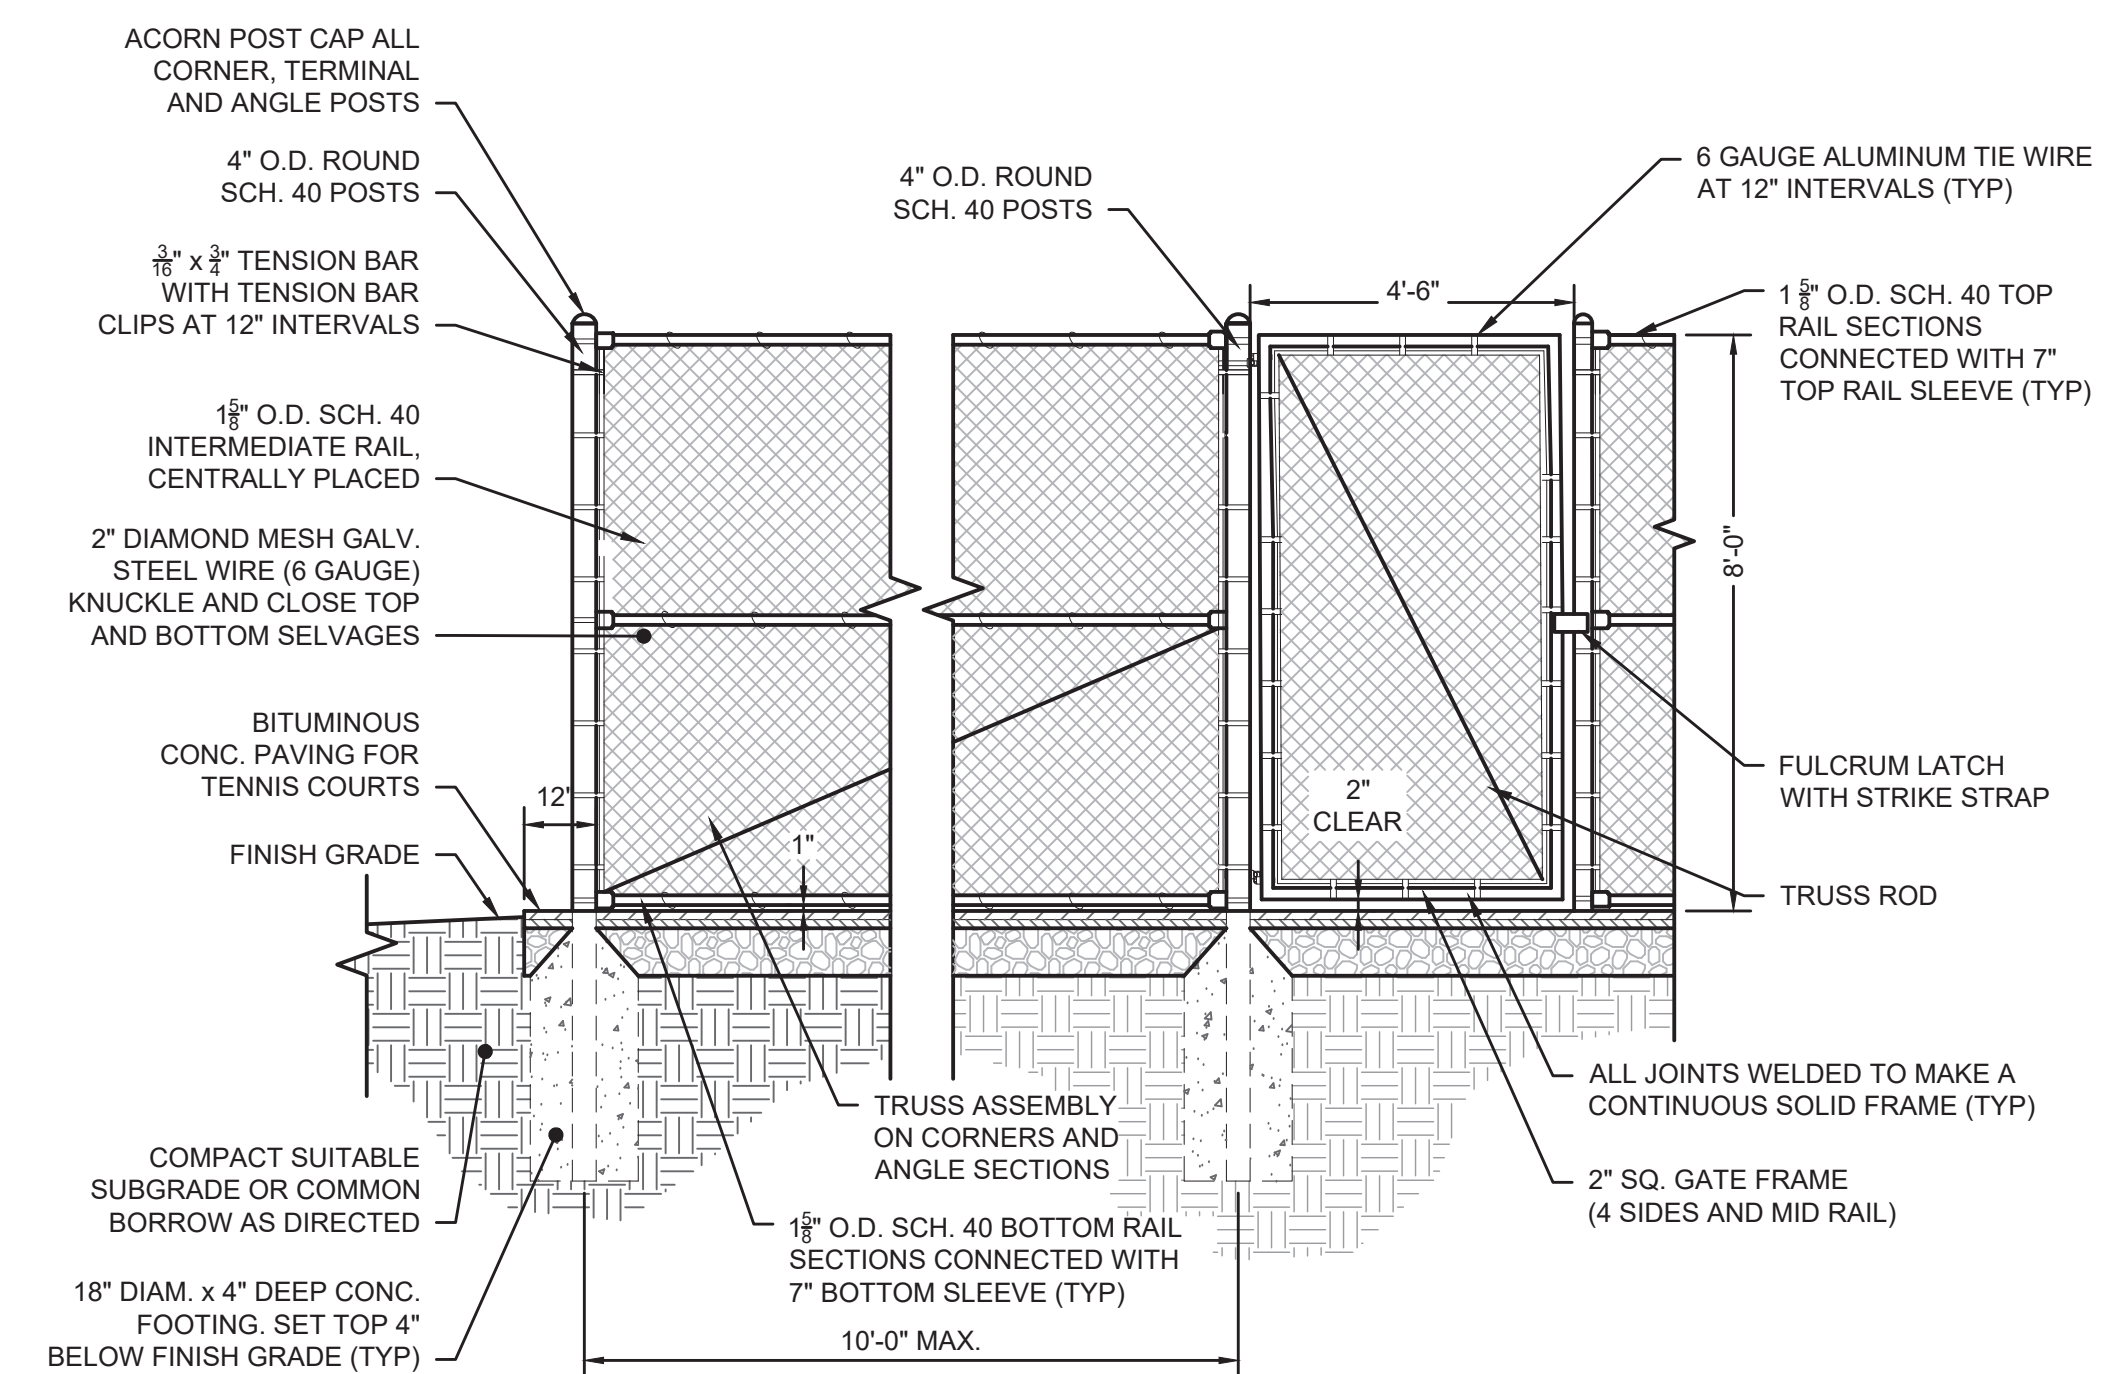 ACORN POST CAP ALL
CORNER, TERMINAL
AND ANGLE POSTS
4" O.D. ROUND
SCH. 40 POSTS
3/16" x 3/4" TENSION BAR
WITH TENSION BAR
CLIPS AT 12" INTERVALS
1 5/8" O.D. SCH. 40
INTERMEDIATE RAIL,
CENTRALLY PLACED
2" DIAMOND MESH GALV.
STEEL WIRE (6 GAUGE)
KNUCKLE AND CLOSE TOP
AND BOTTOM SELVAGES
BITUMINOUS
CONC. PAVING FOR
TENNIS COURTS
12'
FINISH GRADE
COMPACT SUITABLE
SUBGRADE OR COMMON
BORROW AS DIRECTED
18" DIAM. x 4" DEEP CONC.
FOOTING. SET TOP 4"
BELOW FINISH GRADE (TYP)
4" O.D. ROUND
SCH. 40 POSTS
1"
TRUSS ASSEMBLY
ON CORNERS AND
ANGLE SECTIONS
1 5/8" O.D. SCH. 40 BOTTOM RAIL
SECTIONS CONNECTED WITH
7" BOTTOM SLEEVE (TYP)
10'-0" MAX.
4'-6"
2"
CLEAR
6 GAUGE ALUMINUM TIE WIRE
AT 12" INTERVALS (TYP)
1 5/8" O.D. SCH. 40 TOP
RAIL SECTIONS
CONNECTED WITH 7"
TOP RAIL SLEEVE (TYP)
8'-0"
FULCRUM LATCH
WITH STRIKE STRAP
TRUSS ROD
ALL JOINTS WELDED TO MAKE A
CONTINUOUS SOLID FRAME (TYP)
2" SQ. GATE FRAME
(4 SIDES AND MID RAIL)